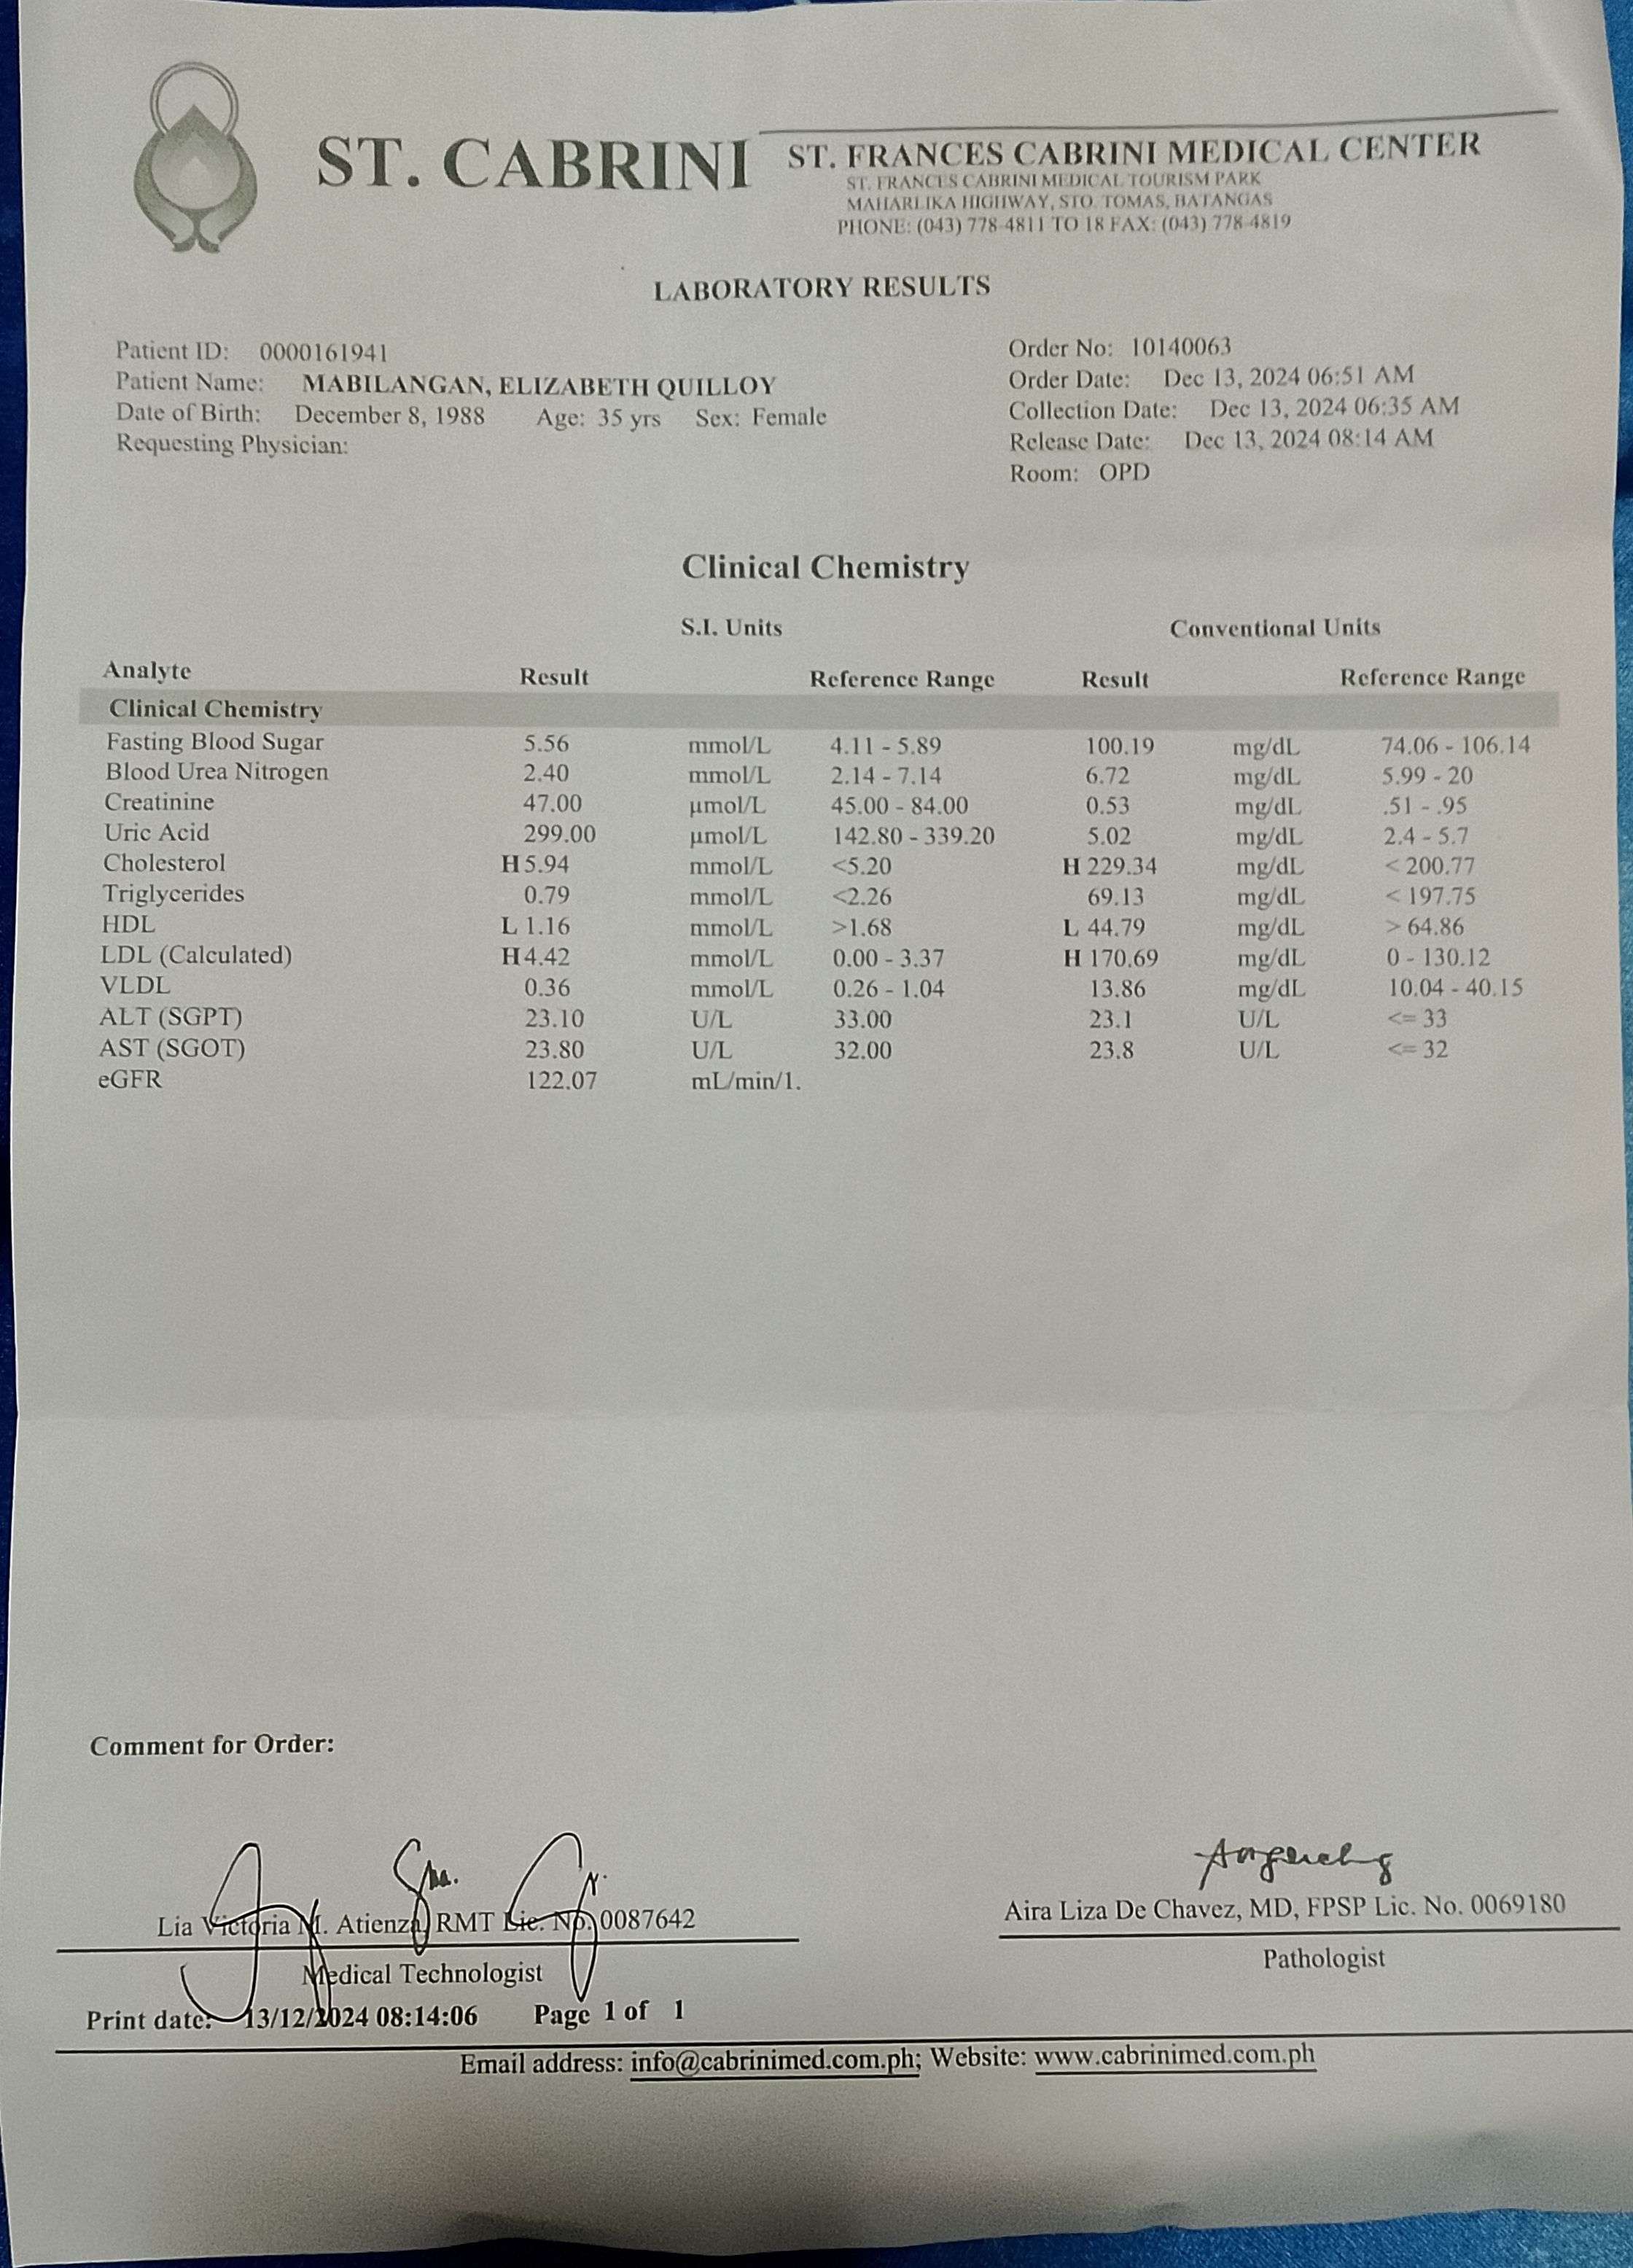 ST. CABRINI
ST. FRANCES CABRINI MEDICAL CENTER
ST. FRANCES CABRINI MEDICAL TOURISM PARK
MAHARLIKA HIGHWAY, STO. TOMAS, BATANGAS
PHONE: (043) 778-4811 TO 18 FAX: (043) 778-4819
LABORATORY RESULTS
Patient ID: 0000161941
Patient Name: MABILANGAN, ELIZABETH QUILLOY
Date of Birth: December 8, 1988 Age: 35 yrs Sex: Female
Requesting Physician:
Order No: 10140063
Order Date: Dec 13, 2024 06:51 AM
Collection Date: Dec 13, 2024 06:35 AM
Release Date: Dec 13, 2024 08:14 AM
Room: OPD
Clinical Chemistry
S.I. Units Conventional Units
Analyte Result Reference Range Result Reference Range
Clinical Chemistry
Fasting Blood Sugar 5.56 mmol/L 4.11 - 5.89 100.19 mg/dL 74.06 - 106.14
Blood Urea Nitrogen 2.40 mmol/L 2.14 - 7.14 6.72 mg/dL 5.99 - 20
Creatinine 47.00 µmol/L 45.00 - 84.00 0.53 mg/dL .51 - .95
Uric Acid 299.00 µmol/L 142.80 - 339.20 5.02 mg/dL 2.4 - 5.7
Cholesterol H 5.94 mmol/L <5.20 H 229.34 mg/dL < 200.77
Triglycerides 0.79 mmol/L <2.26 69.13 mg/dL < 197.75
HDL L 1.16 mmol/L >1.68 L 44.79 mg/dL > 64.86
LDL (Calculated) H 4.42 mmol/L 0.00 - 3.37 H 170.69 mg/dL 0 - 130.12
VLDL 0.36 mmol/L 0.26 - 1.04 13.86 mg/dL 10.04 - 40.15
ALT (SGPT) 23.10 U/L 33.00 23.1 U/L <= 33
AST (SGOT) 23.80 U/L 32.00 23.8 U/L <= 32
eGFR 122.07 mL/min/1.
Comment for Order:
Lia Victoria M. Atienza, RMT Lic. No. 0087642
Medical Technologist
Aira Liza De Chavez, MD, FPSP Lic. No. 0069180
Pathologist
Print date: 13/12/2024 08:14:06 Page 1 of 1
Email address: info@cabrinimed.com.ph; Website: www.cabrinimed.com.ph